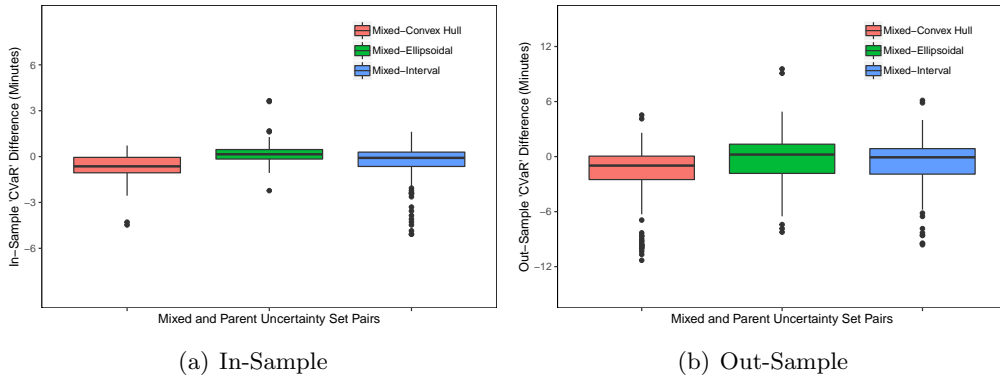 In−Sample 'CVaR' Difference (Minutes)
6
3
0
−3
−6
Mixed−Convex Hull
Mixed−Ellipsoidal
Mixed−Interval
Mixed and Parent Uncertainty Set Pairs
(a) In-Sample
Out−Sample 'CVaR' Difference (Minutes)
12
6
0
−6
−12
Mixed−Convex Hull
Mixed−Ellipsoidal
Mixed−Interval
Mixed and Parent Uncertainty Set Pairs
(b) Out-Sample